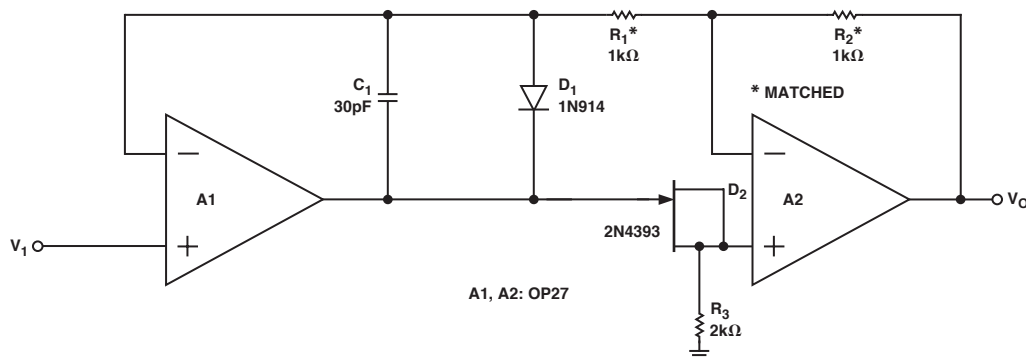 R1*
1kΩ
R2*
1kΩ
C1
30pF
D1
1N914
* MATCHED
−
A1
+
V1
D2
2N4393
−
A2
+
VO
A1, A2: OP27
R3
2kΩ